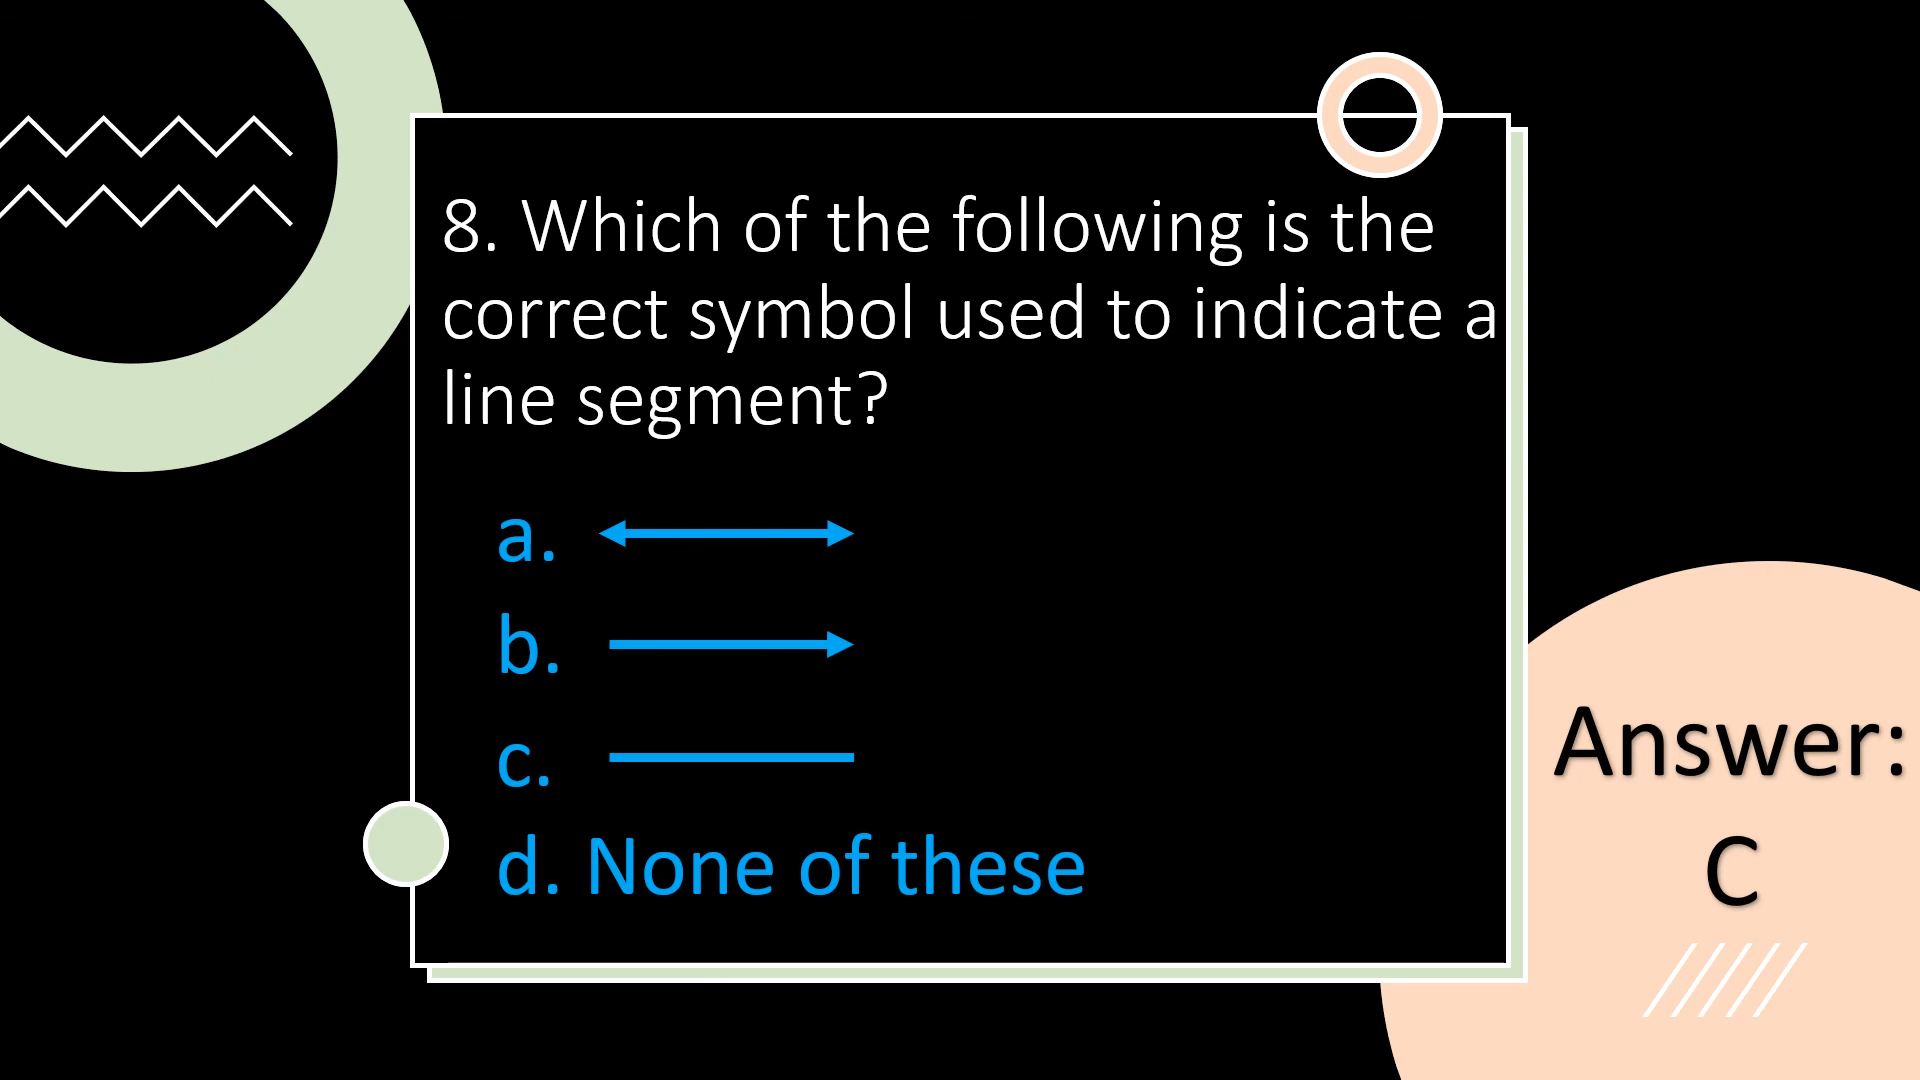 8. Which of the following is the
correct symbol used to indicate a
line segment?
a.
b.
c.
d. None of these
Answer:
C